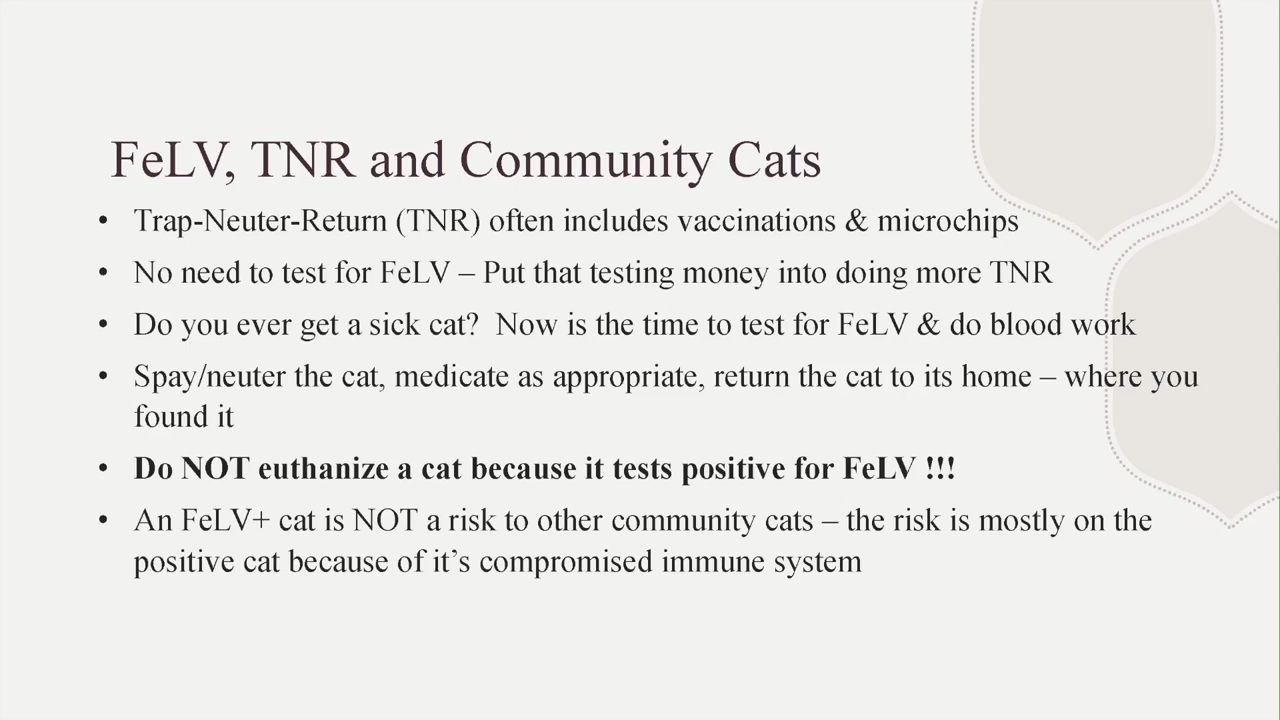 FeLV, TNR and Community Cats
• Trap-Neuter-Return (TNR) often includes vaccinations & microchips
• No need to test for FeLV – Put that testing money into doing more TNR
• Do you ever get a sick cat?  Now is the time to test for FeLV & do blood work
• Spay/neuter the cat, medicate as appropriate, return the cat to its home – where you
found it
• Do NOT euthanize a cat because it tests positive for FeLV !!!
• An FeLV+ cat is NOT a risk to other community cats – the risk is mostly on the
positive cat because of it’s compromised immune system